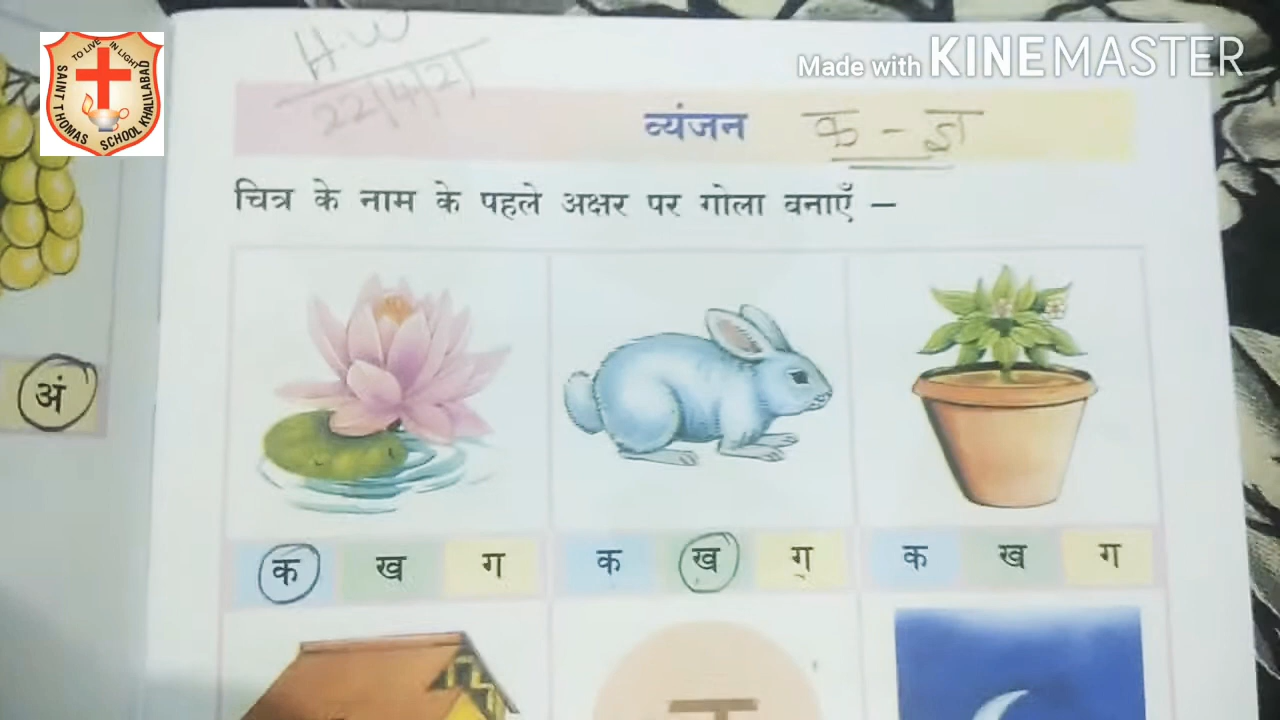 TO LIVE IN LIGHT
SAINT THOMAS SCHOOL KHALILABAD
Made with KINEMASTER
H.W
22/4/21
व्यंजन क - ज्ञ
चित्र के नाम के पहले अक्षर पर गोला बनाएँ –
अं
क ख ग क ख ग क ख ग